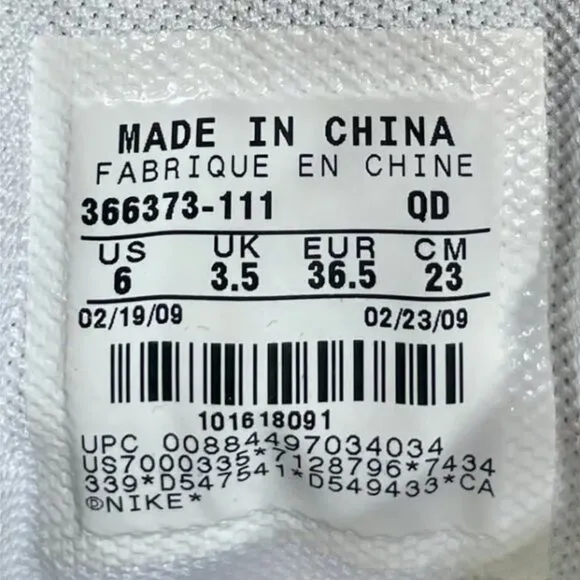 MADE IN CHINA
FABRIQUE EN CHINE
366373-111 QD
US UK EUR CM
6 3.5 36.5 23
02/19/09 02/23/09
101618091
UPC 00884497034034
US7000335*7128796*7434
339*D547541*D549433*CA
©NIKE*